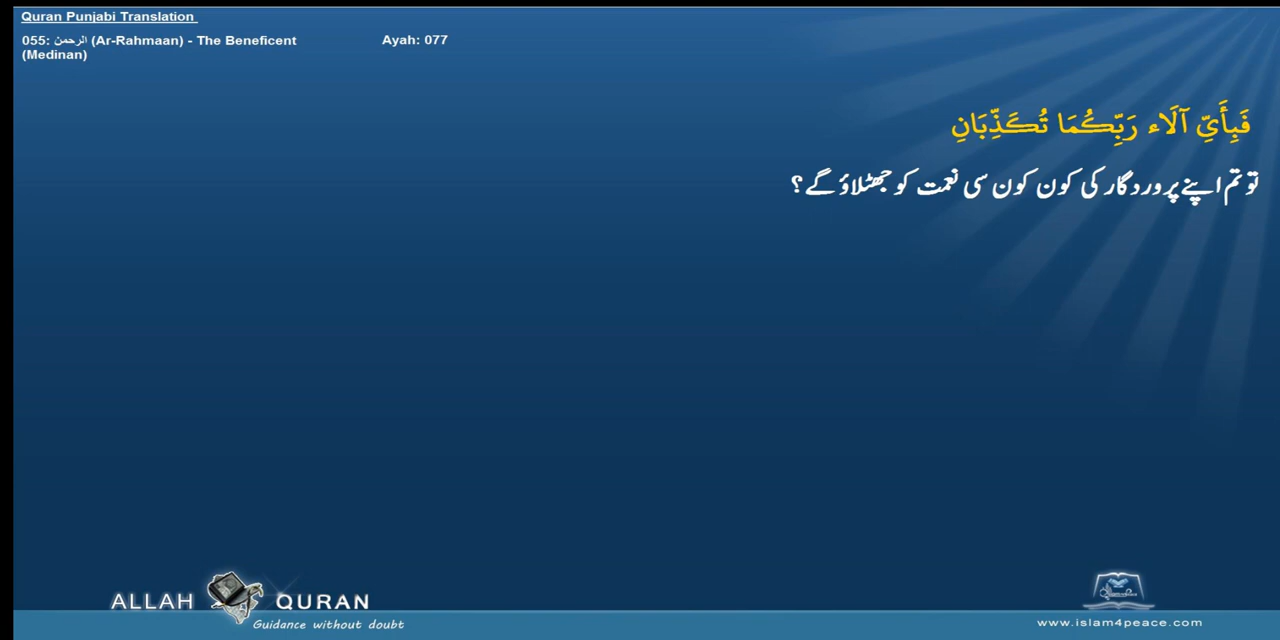 Quran Punjabi Translation
055: الرحمن (Ar-Rahmaan) - The Beneficent
(Medinan)
Ayah: 077
فَبِأَيِّ آلَاء رَبِّكُمَا تُكَذِّبَانِ
تو تم اپنے پروردگار کی کون کون سی نعمت کو جھٹلاؤ گے؟
ALLAH QURAN
Guidance without doubt
www.islam4peace.com